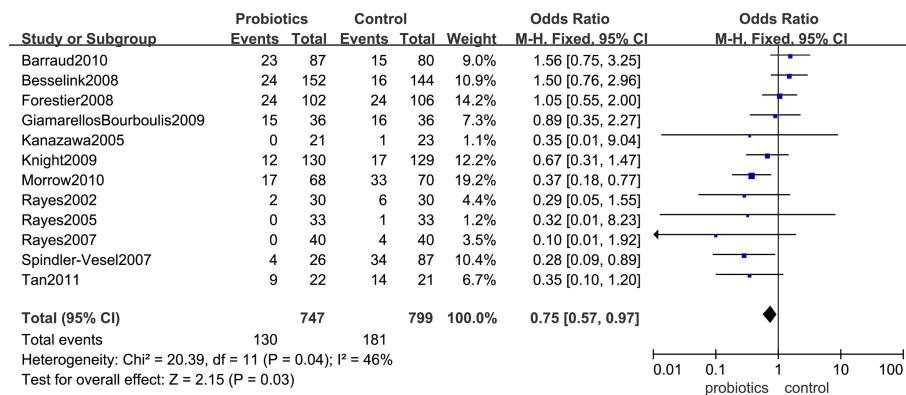 Probiotics Control Odds Ratio Odds Ratio
Study or Subgroup Events Total Events Total Weight M-H, Fixed, 95% CI M-H, Fixed, 95% CI
Barraud2010 23 87 15 80 9.0% 1.56 [0.75, 3.25]
Besselink2008 24 152 16 144 14.1% 1.50 [0.76, 2.96]
Forestier2008 24 102 24 106 14.2% 1.05 [0.55, 2.00]
GiamarellosBourboulis2009 15 36 16 36 7.3% 0.89 [0.35, 2.27]
Kanazawa2005 0 21 1 23 1.1% 0.35 [0.01, 9.04]
Knight2009 12 130 17 129 12.2% 0.67 [0.31, 1.47]
Morrow2010 17 68 33 70 19.2% 0.37 [0.18, 0.77]
Rayes2002 2 30 6 30 4.4% 0.29 [0.05, 1.55]
Rayes2005 0 33 1 33 1.2% 0.32 [0.01, 8.23]
Rayes2007 0 40 4 40 3.5% 0.10 [0.01, 1.92]
Spindler-Vesel2007 4 26 34 87 10.4% 0.28 [0.09, 0.89]
Tan2011 9 22 14 21 6.7% 0.35 [0.10, 1.20]
Total (95% CI) 747 799 100.0% 0.75 [0.57, 0.97]
Total events 130 181
Heterogeneity: Chi² = 20.39, df = 11 (P = 0.04); I² = 46%
Test for overall effect: Z = 2.15 (P = 0.03)
0.01 0.1 1 10 100
probiotics control